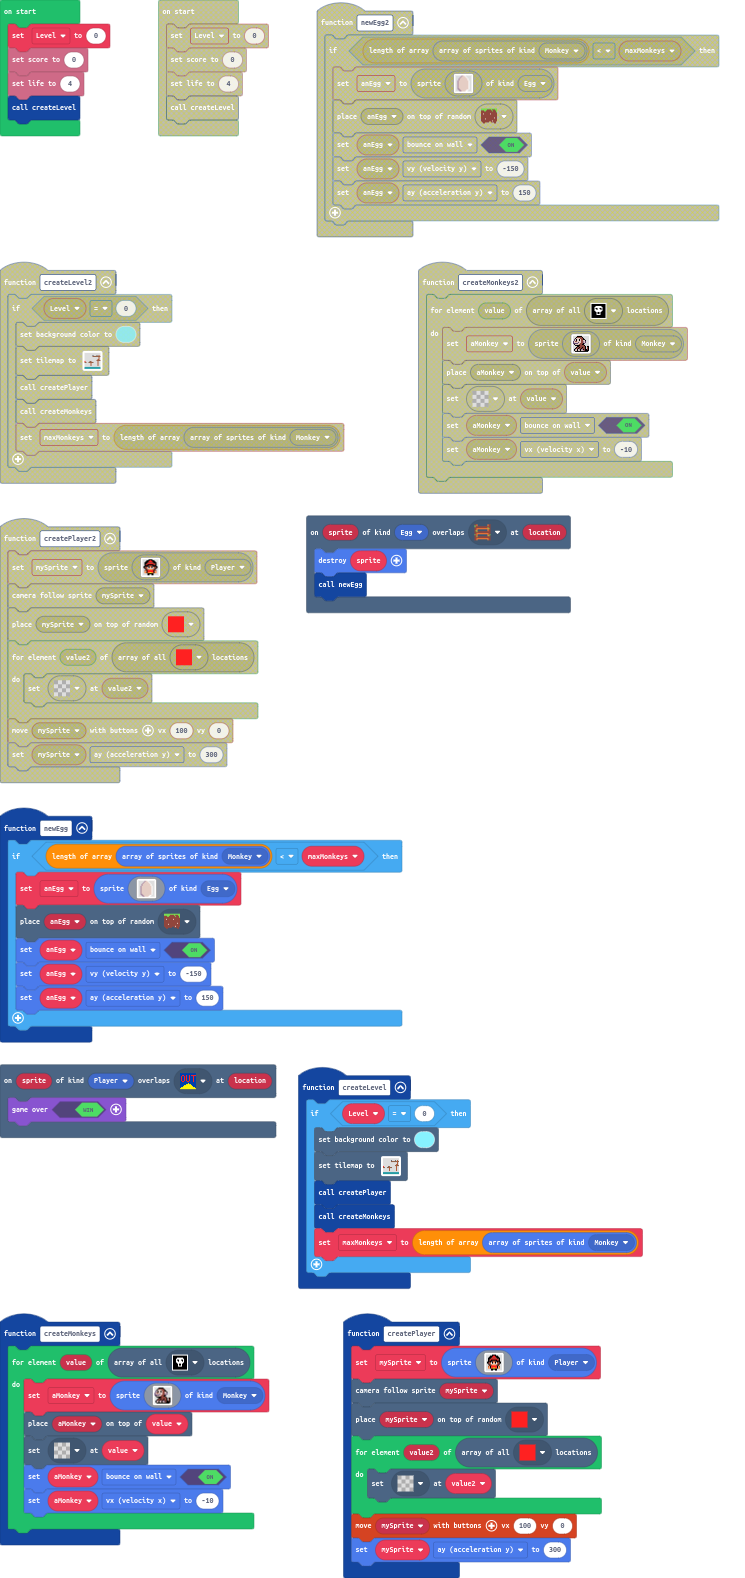 on start
set Level to 0
set score to 0
set life to 4
call createLevel
on start
set Level to 0
set score to 0
set life to 4
call createLevel
function newEgg2
if length of array array of sprites of kind Monkey < maxMonkeys then
set anEgg to sprite of kind Egg
place anEgg on top of random
set anEgg bounce on wall ON
set anEgg vy (velocity y) to -150
set anEgg ay (acceleration y) to 150
function createLevel2
if Level = 0 then
set background color to
set tilemap to
call createPlayer
call createMonkeys
set maxMonkeys to length of array array of sprites of kind Monkey
function createMonkeys2
for element value of array of all locations
do
set aMonkey to sprite of kind Monkey
place aMonkey on top of value
set at value
set aMonkey bounce on wall ON
set aMonkey vx (velocity x) to -10
function createPlayer2
set mySprite to sprite of kind Player
camera follow sprite mySprite
place mySprite on top of random
for element value2 of array of all locations
do
set at value2
move mySprite with buttons vx 100 vy 0
set mySprite ay (acceleration y) to 300
on sprite of kind Egg overlaps at location
destroy sprite
call newEgg
function newEgg
if length of array array of sprites of kind Monkey < maxMonkeys then
set anEgg to sprite of kind Egg
place anEgg on top of random
set anEgg bounce on wall ON
set anEgg vy (velocity y) to -150
set anEgg ay (acceleration y) to 150
on sprite of kind Player overlaps at location
game over WIN
function createLevel
if Level = 0 then
set background color to
set tilemap to
call createPlayer
call createMonkeys
set maxMonkeys to length of array array of sprites of kind Monkey
function createMonkeys
for element value of array of all locations
do
set aMonkey to sprite of kind Monkey
place aMonkey on top of value
set at value
set aMonkey bounce on wall ON
set aMonkey vx (velocity x) to -10
function createPlayer
set mySprite to sprite of kind Player
camera follow sprite mySprite
place mySprite on top of random
for element value2 of array of all locations
do
set at value2
move mySprite with buttons vx 100 vy 0
set mySprite ay (acceleration y) to 300